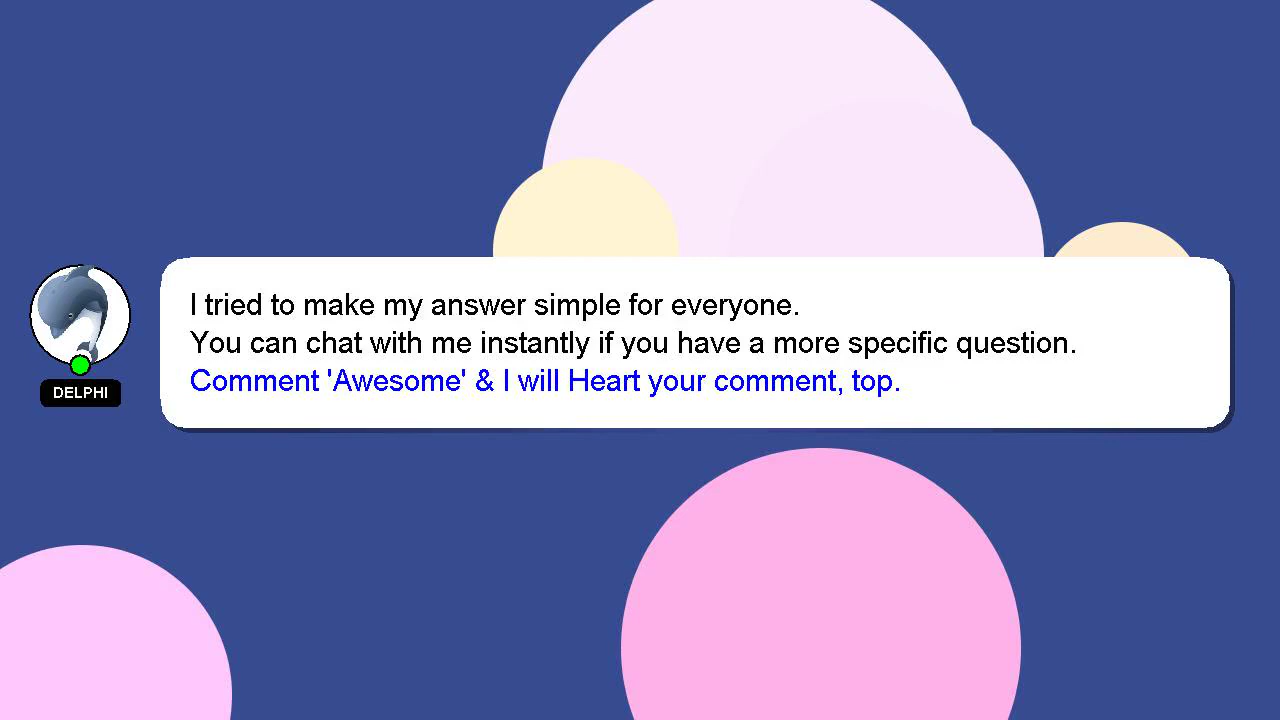 I tried to make my answer simple for everyone.
You can chat with me instantly if you have a more specific question.
Comment 'Awesome' & I will Heart your comment, top.
DELPHI